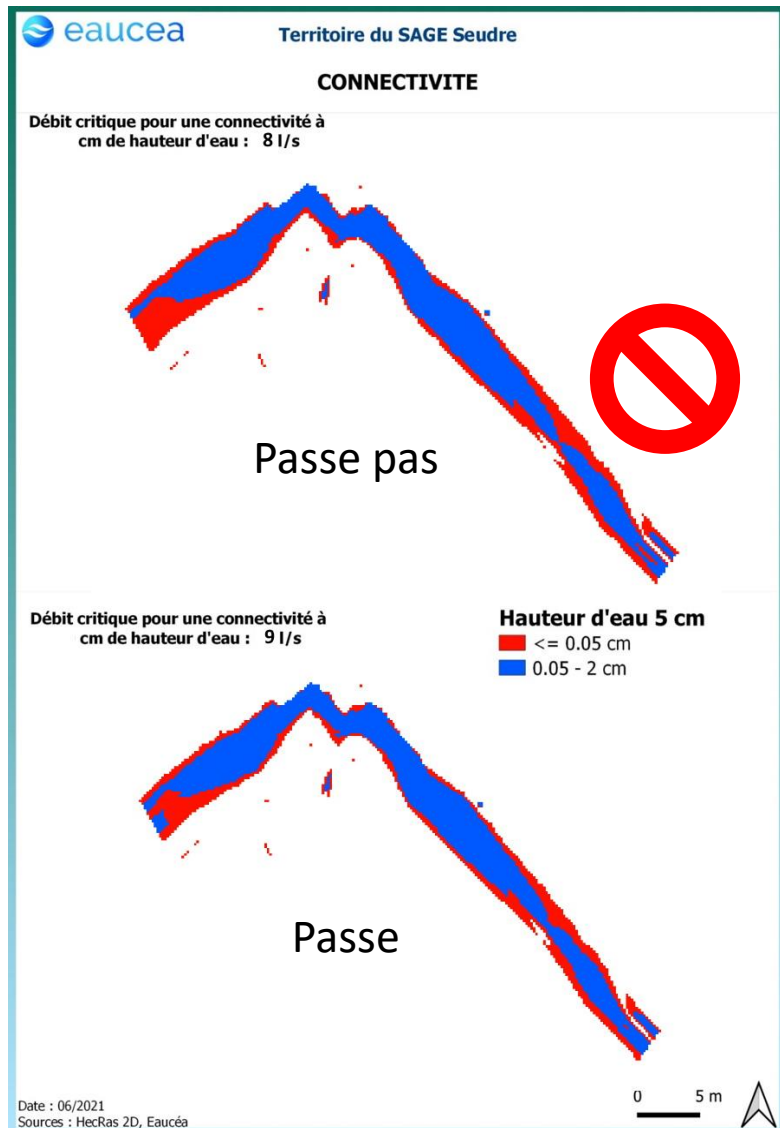 eaucea
Territoire du SAGE Seudre
CONNECTIVITE
Débit critique pour une connectivité à
cm de hauteur d'eau : 8 l/s
Passe pas
Débit critique pour une connectivité à
cm de hauteur d'eau : 9 l/s
Hauteur d'eau 5 cm
<= 0.05 cm
0.05 - 2 cm
Passe
Date : 06/2021
Sources : HecRas 2D, Eaucéa
0 5 m